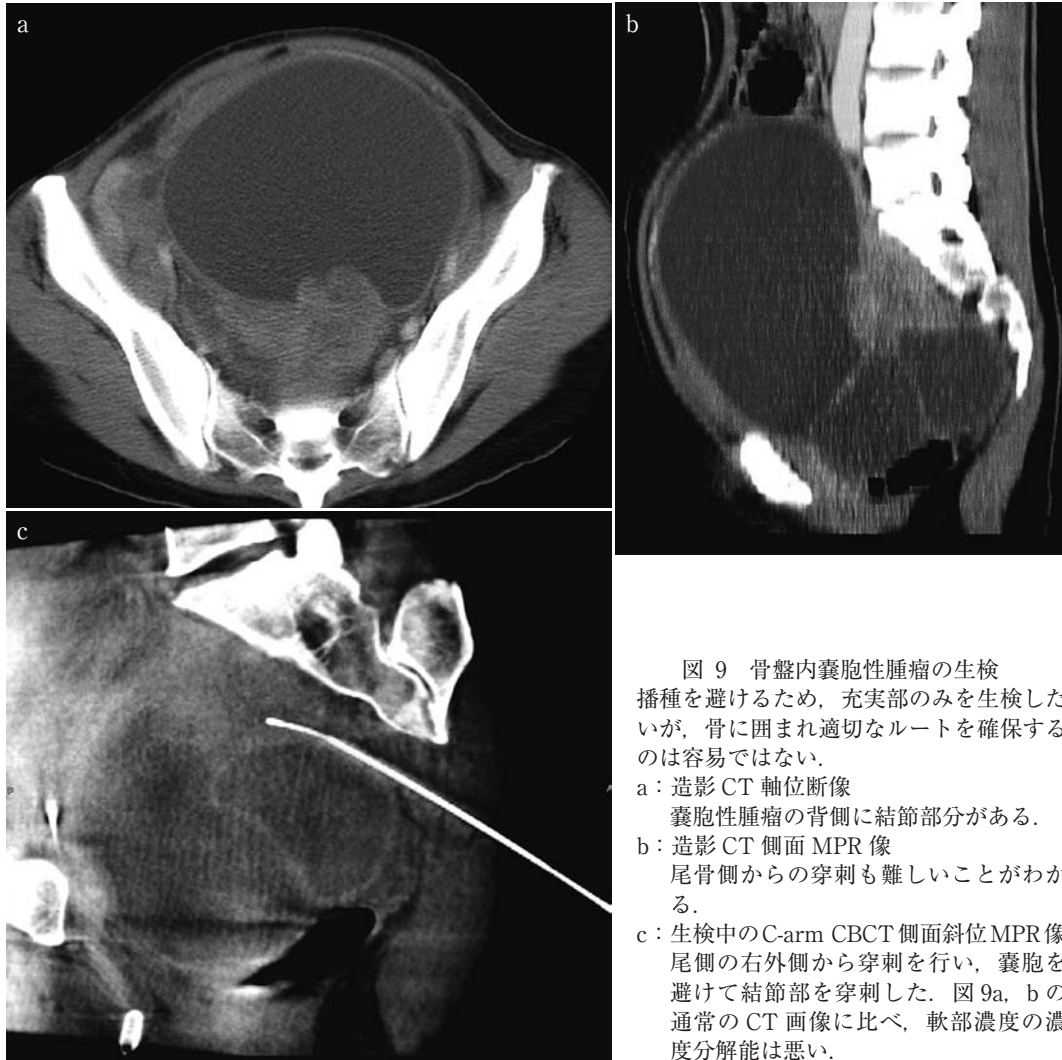 a
b
c
図 9 骨盤内嚢胞性腫瘤の生検
播種を避けるため，充実部のみを生検した
いが，骨に囲まれ適切なルートを確保する
のは容易ではない．
a：造影 CT 軸位断像
嚢胞性腫瘤の背側に結節部分がある．
b：造影 CT 側面 MPR 像
尾骨側からの穿刺も難しいことがわか
る．
c：生検中の C-arm CBCT 側面斜位 MPR 像
尾側の右外側から穿刺を行い，嚢胞を
避けて結節部を穿刺した．図 9a，b の
通常の CT 画像に比べ，軟部濃度の濃
度分解能は悪い．